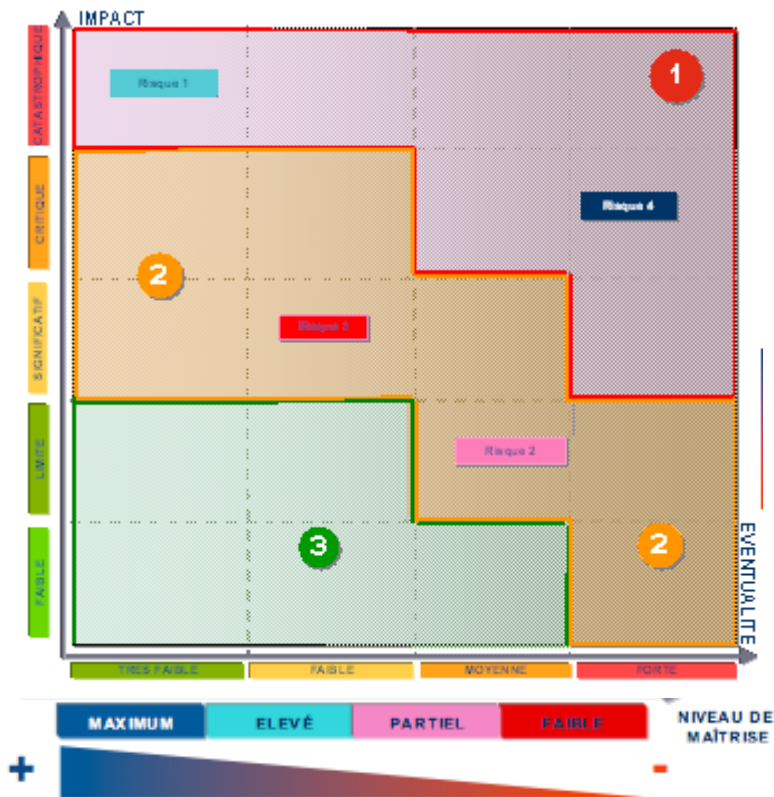 IMPACT
CATASTROPHIQUE
Risque 1
1
CRITIQUE
Risque 4
2
SIGNIFICATIF
Risque 3
LIMITE
Risque 2
FAIBLE
3
2
EVENTUALITE
TRES FAIBLE
FAIBLE
MOYENNE
FORTE
MAXIMUM
ELEVÉ
PARTIEL
FAIBLE
NIVEAU DE
MAÎTRISE
+
-